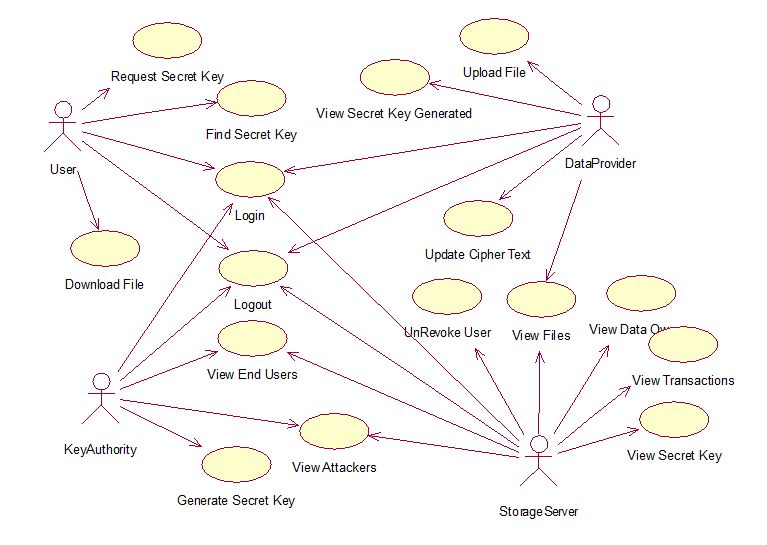 Upload File
Request Secret Key
View Secret Key Generated
Find Secret Key
User
DataProvider
Login
Update Cipher Text
Download File
Logout
UnRevoke User
View Files
View Data Ow
View End Users
View Transactions
KeyAuthority
View Attackers
View Secret Key
Generate Secret Key
StorageServer